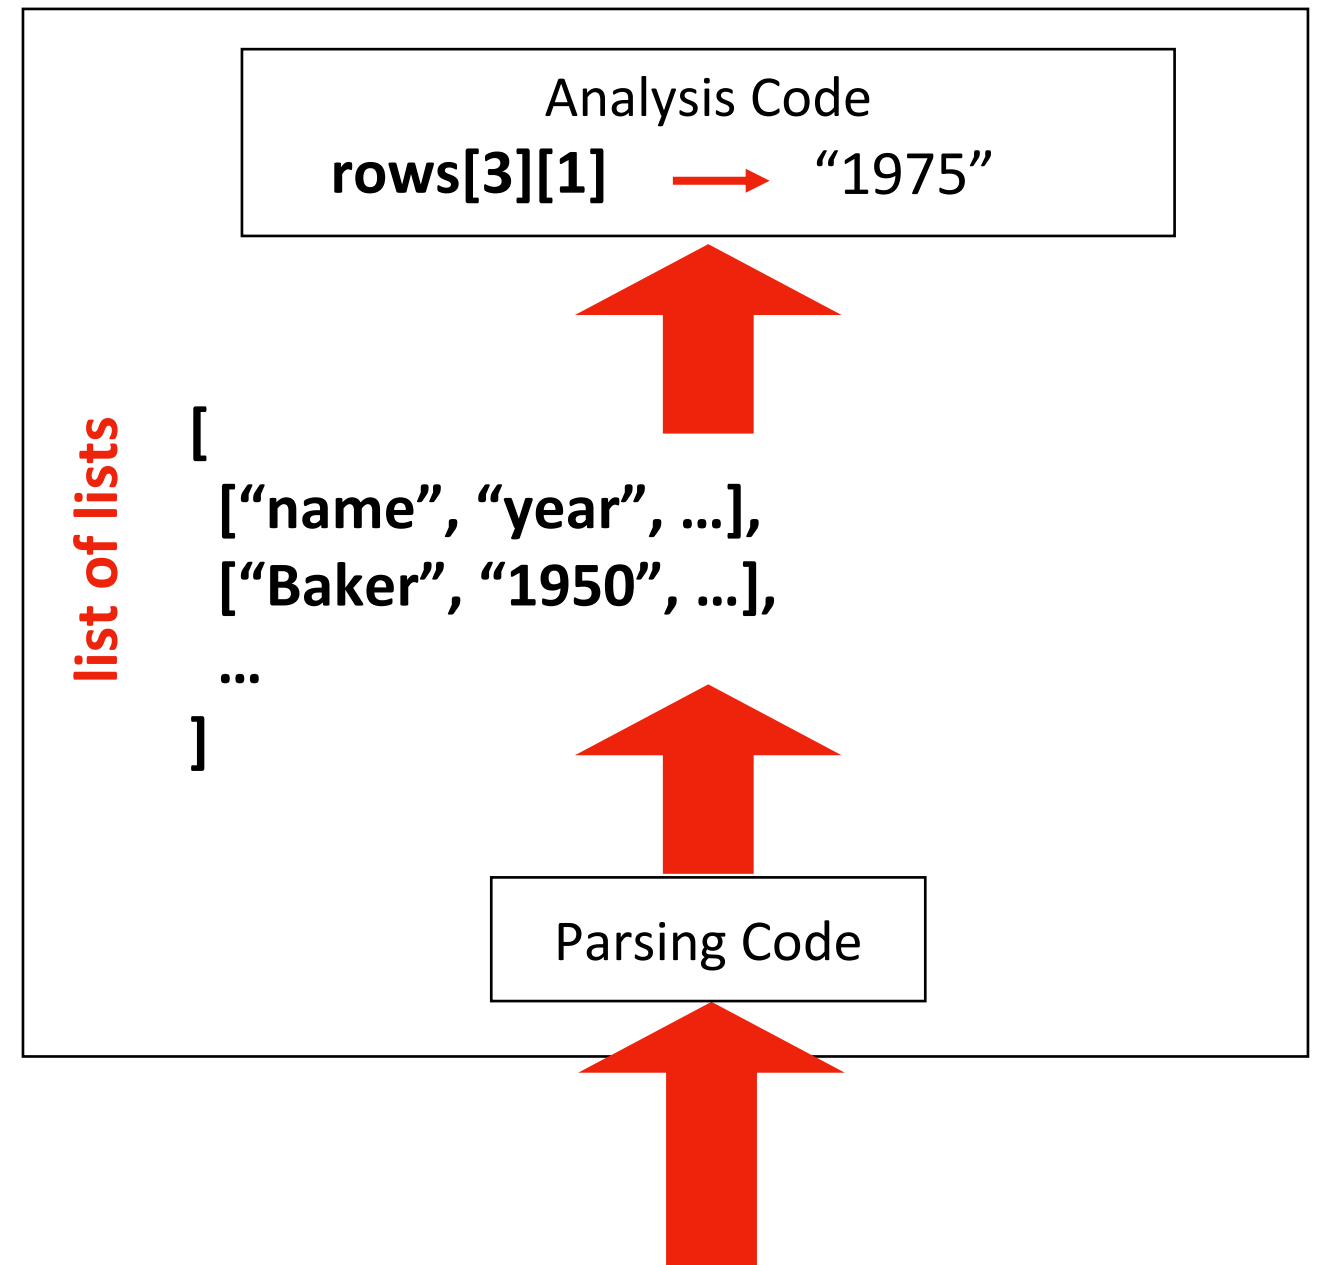 Analysis Code
rows[3][1] “1975”
list of lists
[
[“name”, “year”, …],
[“Baker”, “1950”, …],
…
]
Parsing Code